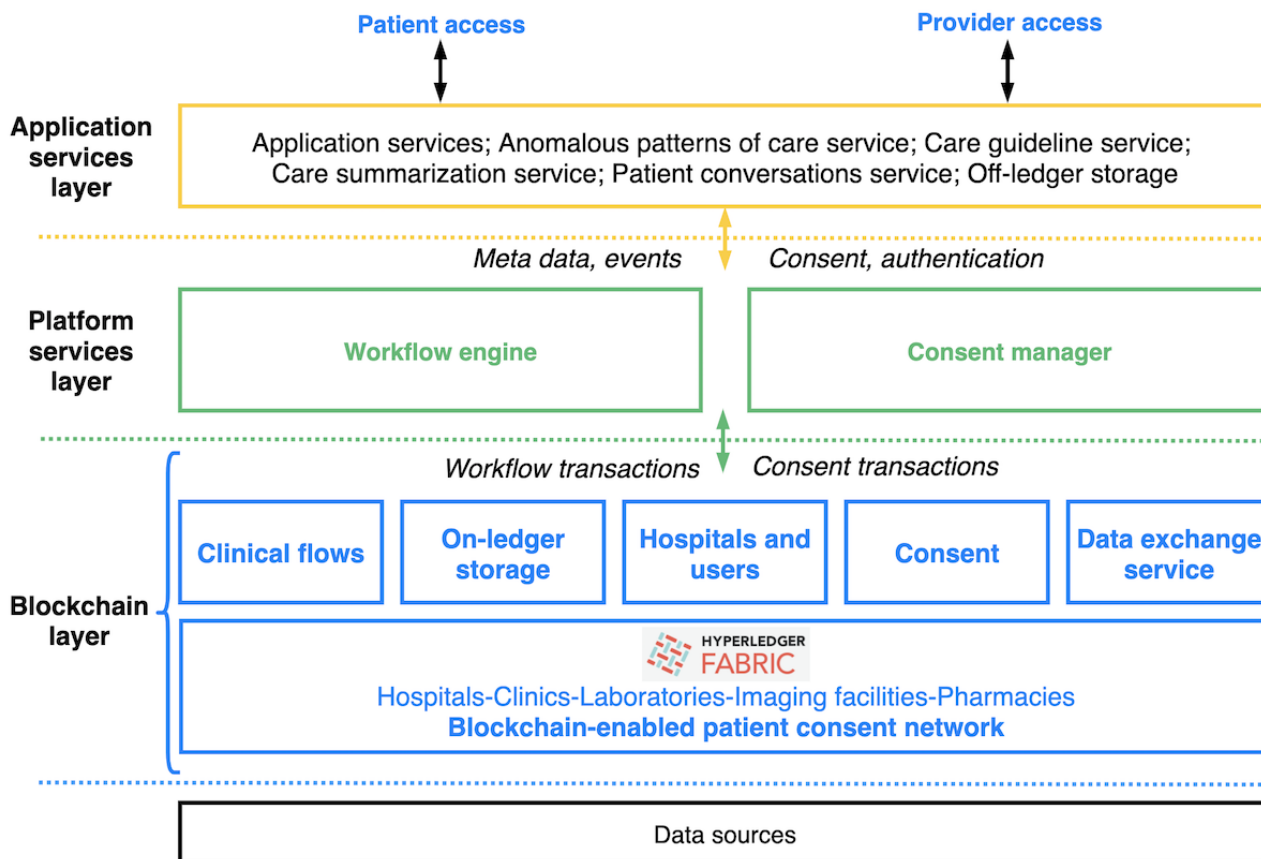 Patient access
Provider access
Application
services
layer
Application services; Anomalous patterns of care service; Care guideline service;
Care summarization service; Patient conversations service; Off-ledger storage
Meta data, events
Consent, authentication
Platform
services
layer
Workflow engine
Consent manager
Workflow transactions
Consent transactions
Blockchain
layer
Clinical flows
On-ledger
storage
Hospitals and
users
Consent
Data exchange
service
HYPERLEDGER
FABRIC
Hospitals-Clinics-Laboratories-Imaging facilities-Pharmacies
Blockchain-enabled patient consent network
Data sources